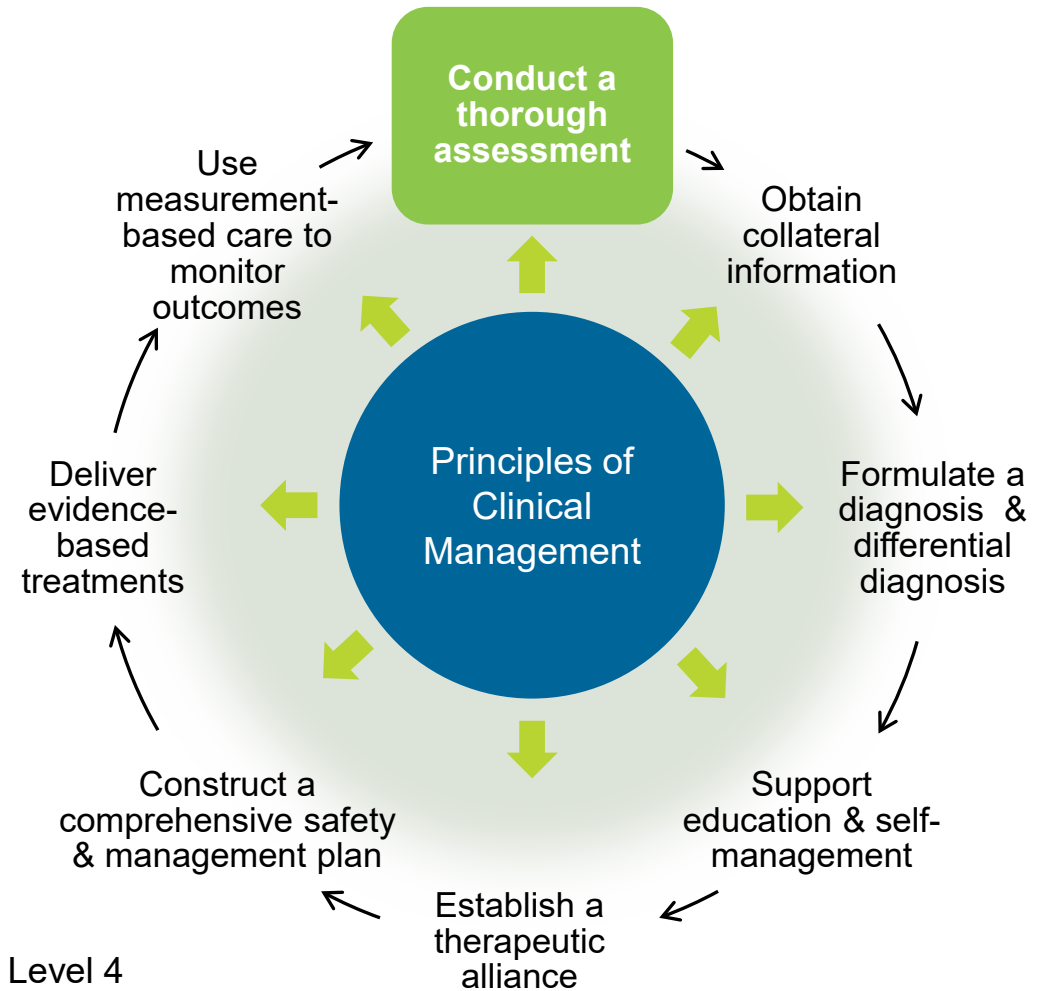 Conduct a
thorough
assessment
Obtain
collateral
information
Formulate a
diagnosis & 
differential
diagnosis
Support
education & self-
management
Establish a
therapeutic
alliance
Construct a
comprehensive safety
& management plan
Deliver
evidence-
based
treatments
Use
measurement-
based care to
monitor
outcomes
Principles of
Clinical
Management
Level 4